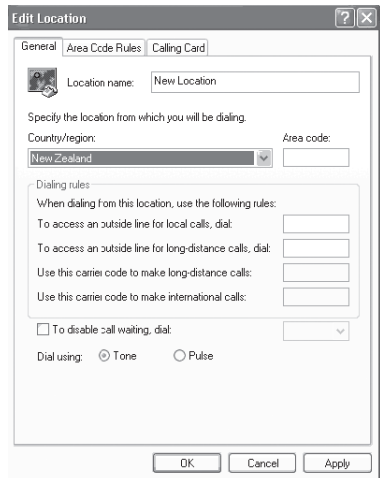 Edit Location
General Area Code Rules Calling Card
Location name: New Location
Specify the location from which you will be dialing.
Country/region: Area code:
New Zealand
Dialing rules
When dialing from this location, use the following rules:
To access an outside line for local calls, dial:
To access an outside line for long-distance calls, dial:
Use this carrier code to make long-distance calls:
Use this carrier code to make international calls:
To disable call waiting, dial:
Dial using: Tone Pulse
OK Cancel Apply